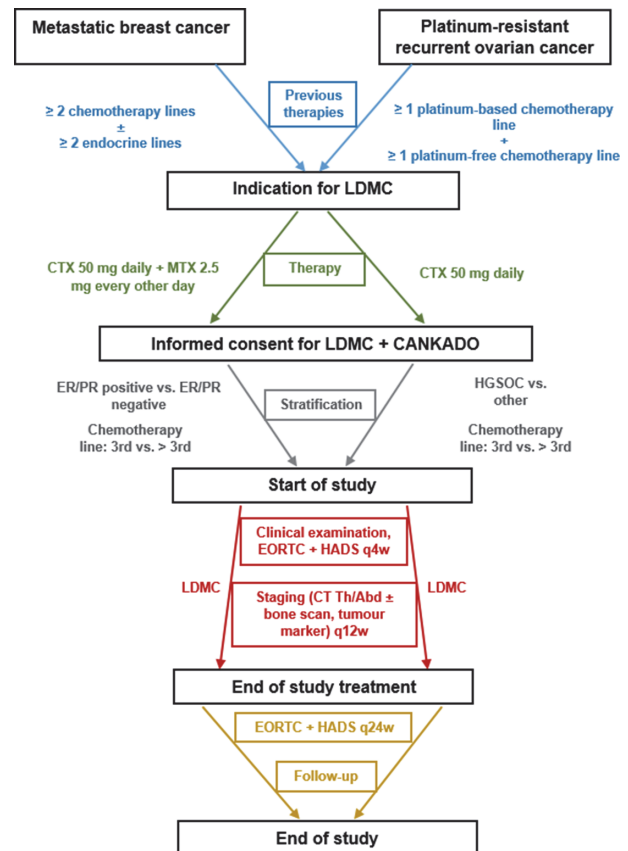 Metastatic breast cancer
Platinum-resistant
recurrent ovarian cancer
Previous
therapies
≥ 2 chemotherapy lines
±
≥ 2 endocrine lines
≥ 1 platinum-based chemotherapy
line
+
≥ 1 platinum-free chemotherapy line
Indication for LDMC
CTX 50 mg daily + MTX 2.5
mg every other day
Therapy
CTX 50 mg daily
Informed consent for LDMC + CANKADO
ER/PR positive vs. ER/PR
negative
Chemotherapy
line: 3rd vs. > 3rd
Stratification
HGSOC vs.
other
Chemotherapy
line: 3rd vs. > 3rd
Start of study
Clinical examination,
EORTC + HADS q4w
LDMC
LDMC
Staging (CT Th/Abd ±
bone scan, tumour
marker) q12w
End of study treatment
EORTC + HADS q24w
Follow-up
End of study